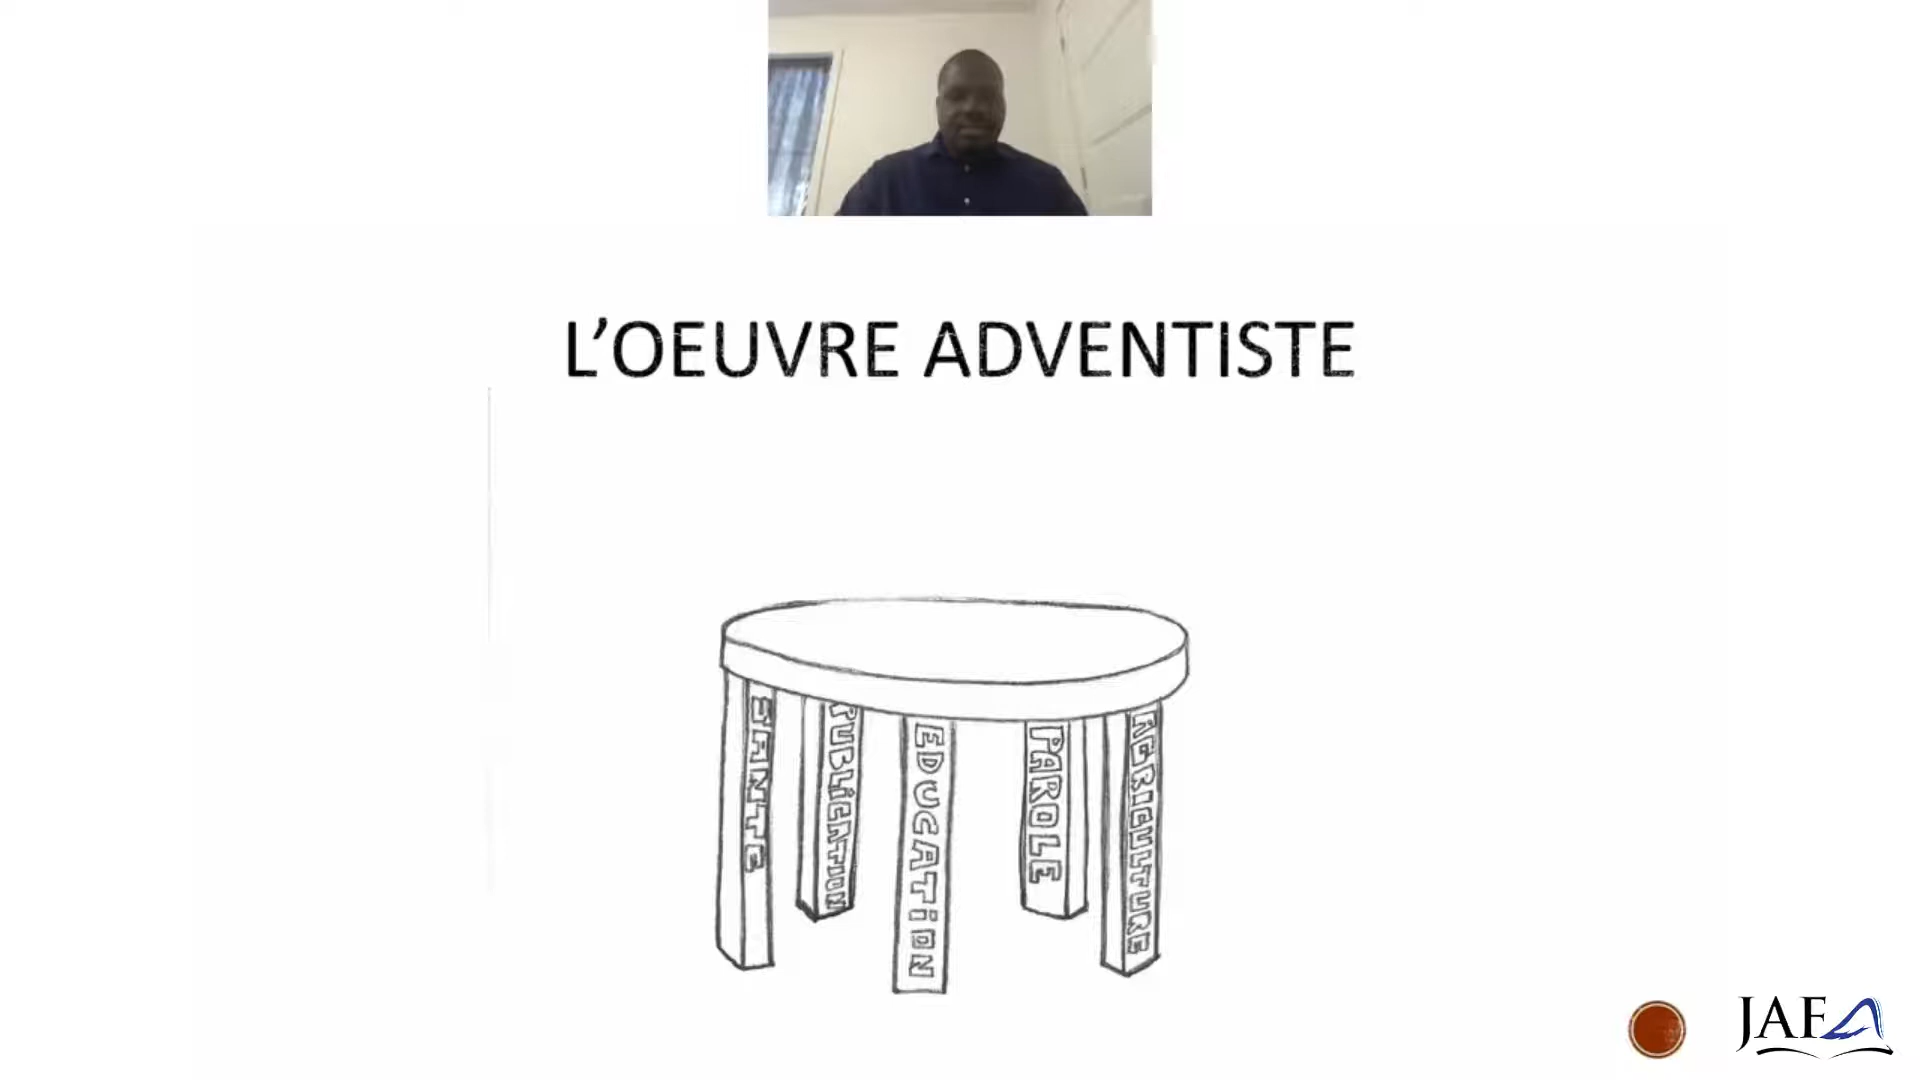 L'OEUVRE ADVENTISTE
SANTE
PUBLICATION
EDUCATION
PAROLE
AGRICULTURE
JAFA